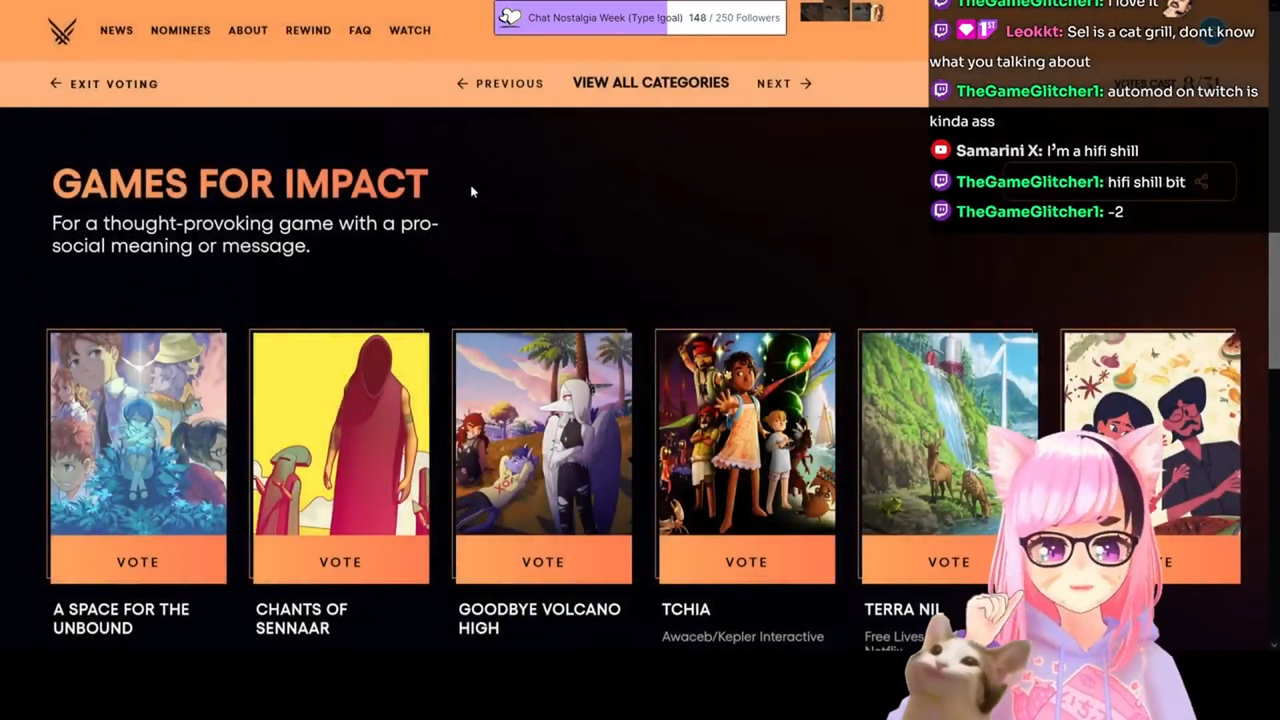 Chat Nostalgia Week (Type !goal) 148 / 250 Followers
NEWS NOMINEES ABOUT REWIND FAQ WATCH
← EXIT VOTING
← PREVIOUS
VIEW ALL CATEGORIES
NEXT →
TheGameGlitcher1: I love it
Leokkt: Sel is a cat grill, dont know
what you talking about
TheGameGlitcher1: automod on twitch is
kinda ass
Samarini X: I'm a hifi shill
TheGameGlitcher1: hifi shill bit
TheGameGlitcher1: -2
GAMES FOR IMPACT
For a thought-provoking game with a pro-
social meaning or message.
VOTE
VOTE
VOTE
VOTE
VOTE
A SPACE FOR THE
UNBOUND
CHANTS OF
SENNAAR
GOODBYE VOLCANO
HIGH
TCHIA
Awaceb/Kepler Interactive
TERRA NIL
Free Lives